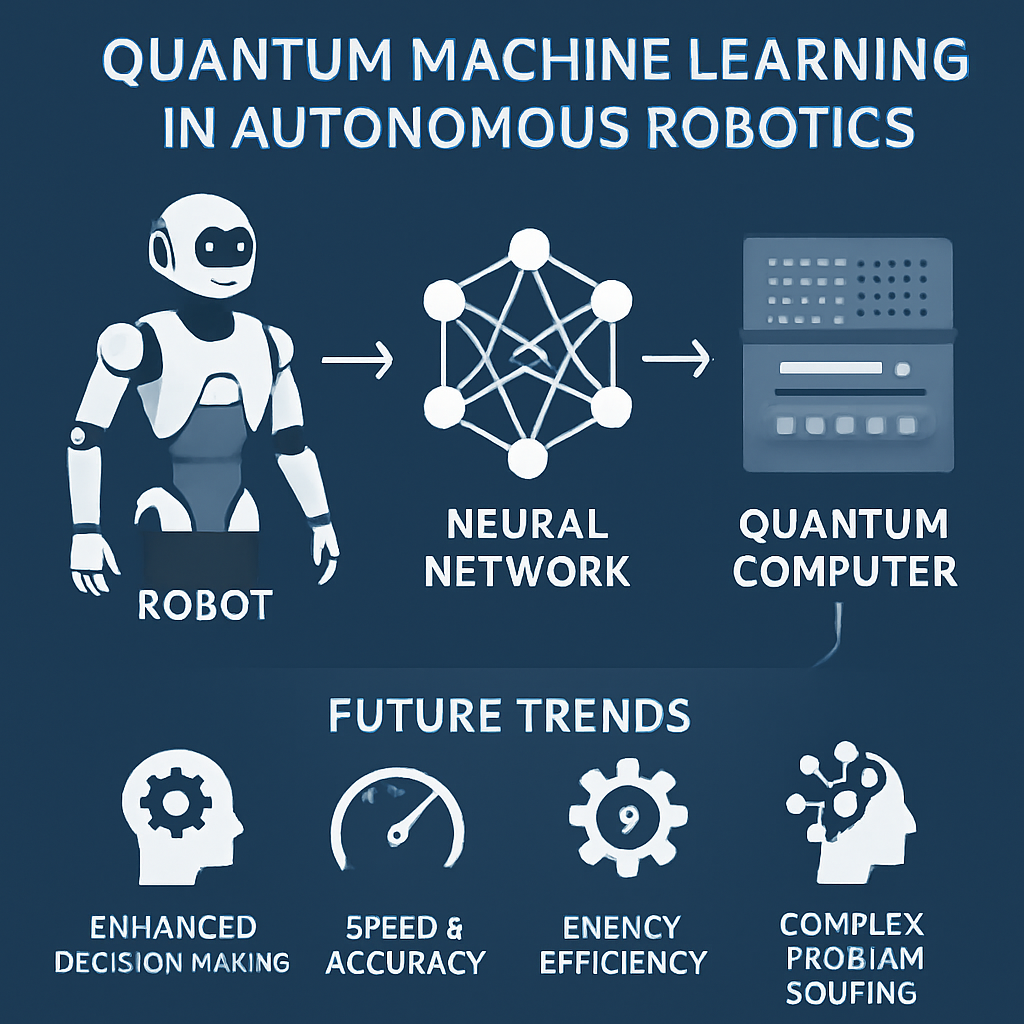 QUANTUM MACHINE LEARNING
IN AUTONOMOUS ROBOTICS
ROBOT
NEURAL
NETWORK
QUANTUM
COMPUTER
FUTURE TRENDS
9
ENHANCED
DECISION MAKING
5PEED &
ACCURACY
ENENCY
EFFICIENCY
COMPLEX
PROBIAM
SOUFING